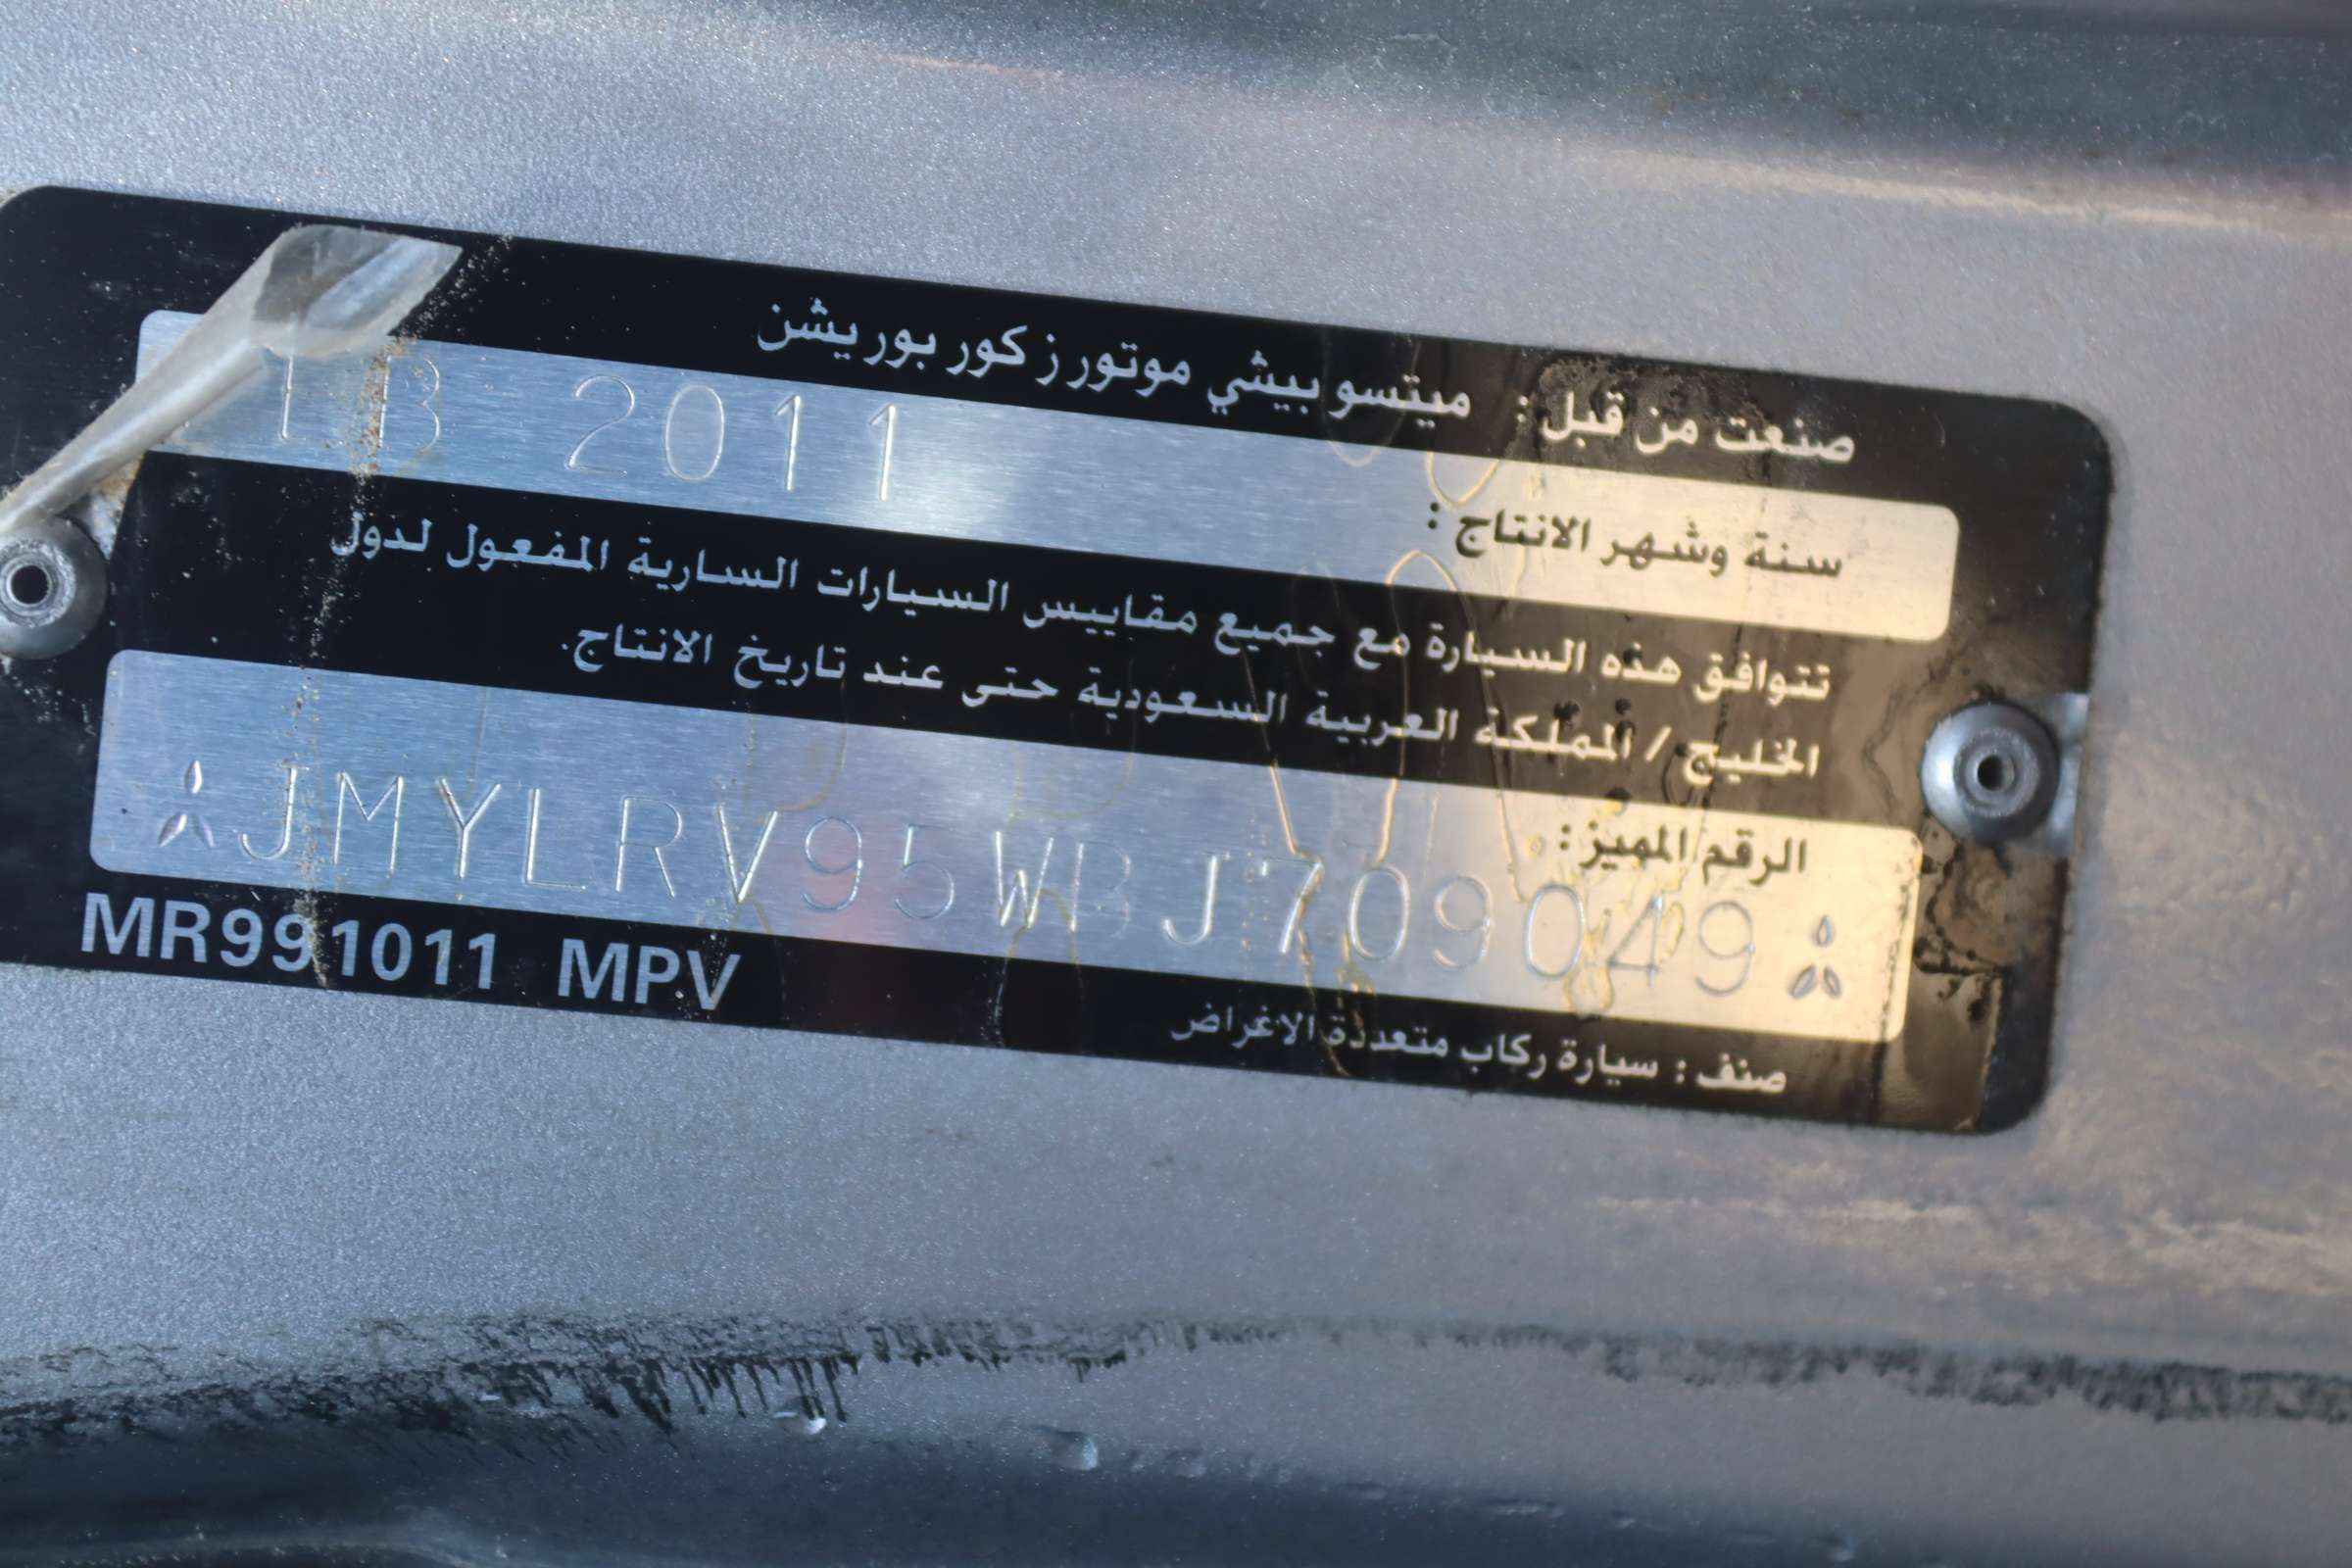 صنعت من قبل : ميتسوبيشي موتورز كوربوريشن
سنة وشهر الانتاج : 2011
تتوافق هذه السيارة مع جميع مقاييس السيارات السارية المفعول لدول
الخليج / المملكة العربية السعودية حتى عند تاريخ الانتاج.
الرقم المميز :
JMYLRV95WBJ709049
MR991011 MPV
صنف : سيارة ركاب متعددة الاغراض